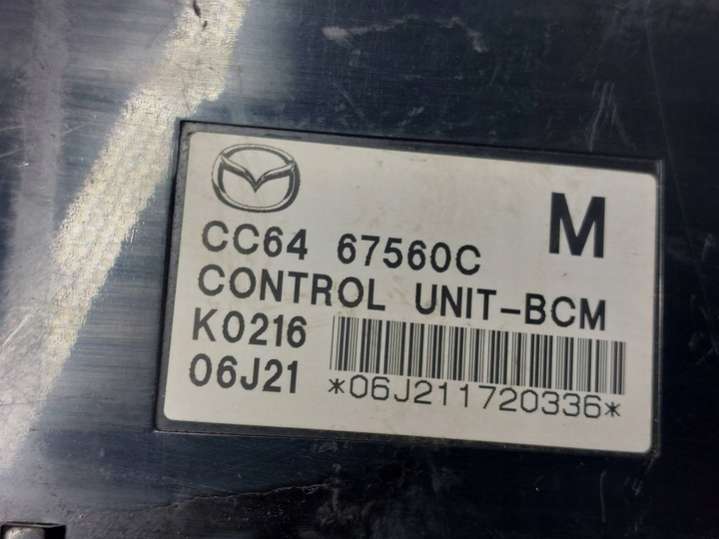 M
CC64 67560C
CONTROL UNIT-BCM
K0216
06J21
*06J211720336*